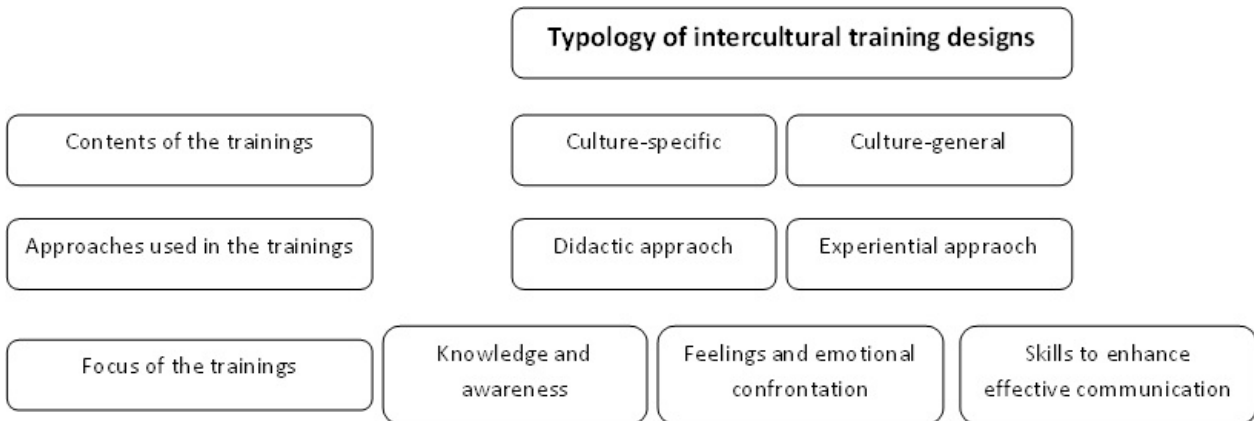 Typology of intercultural training designs
Contents of the trainings
Culture-specific
Culture-general
Approaches used in the trainings
Didactic appraoch
Experiential appraoch
Focus of the trainings
Knowledge and
awareness
Feelings and emotional
confrontation
Skills to enhance
effective communication